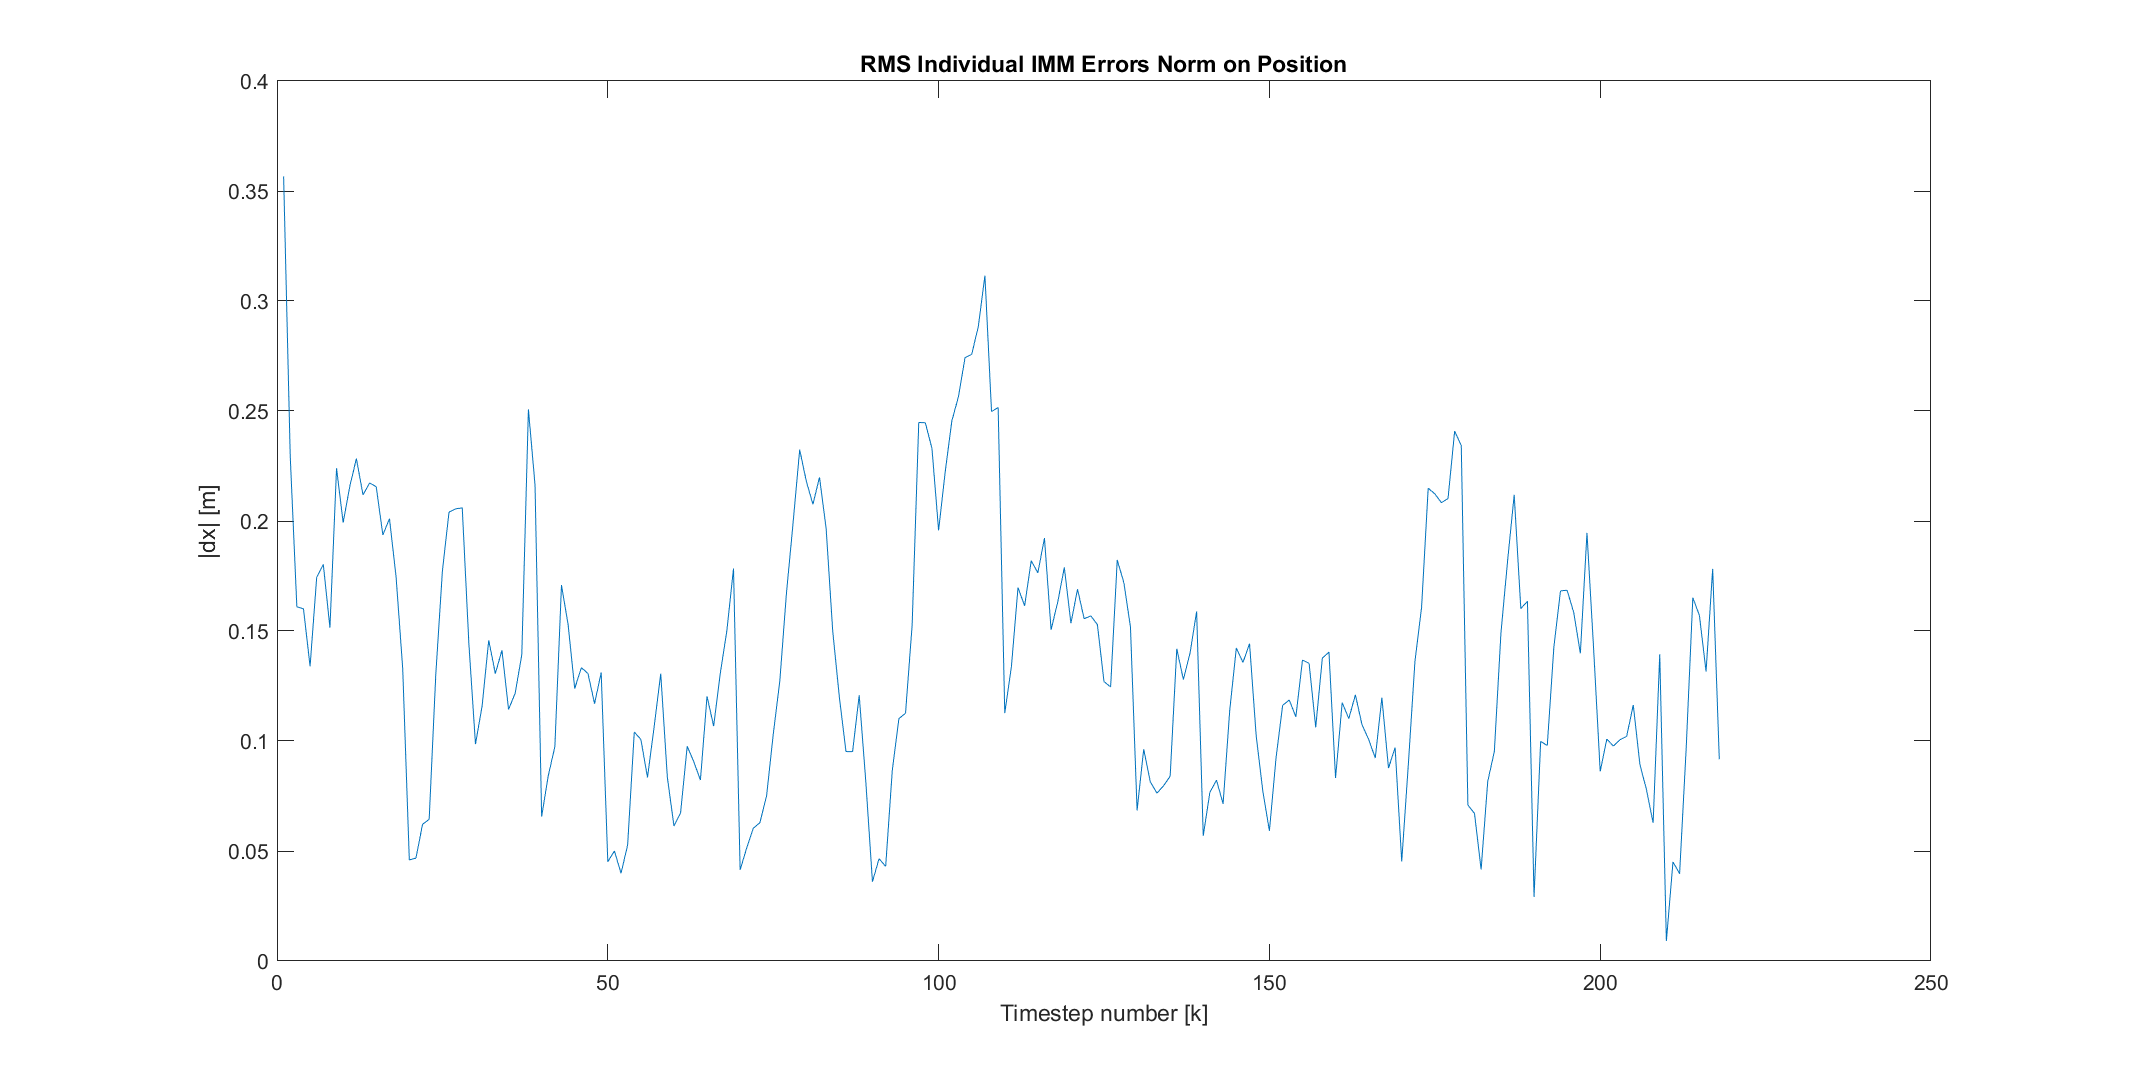 RMS Individual IMM Errors Norm on Position
0.4
0.35
0.3
0.25
0.2
0.15
0.1
0.05
0
|dx| [m]
0 50 100 150 200 250
Timestep number [k]